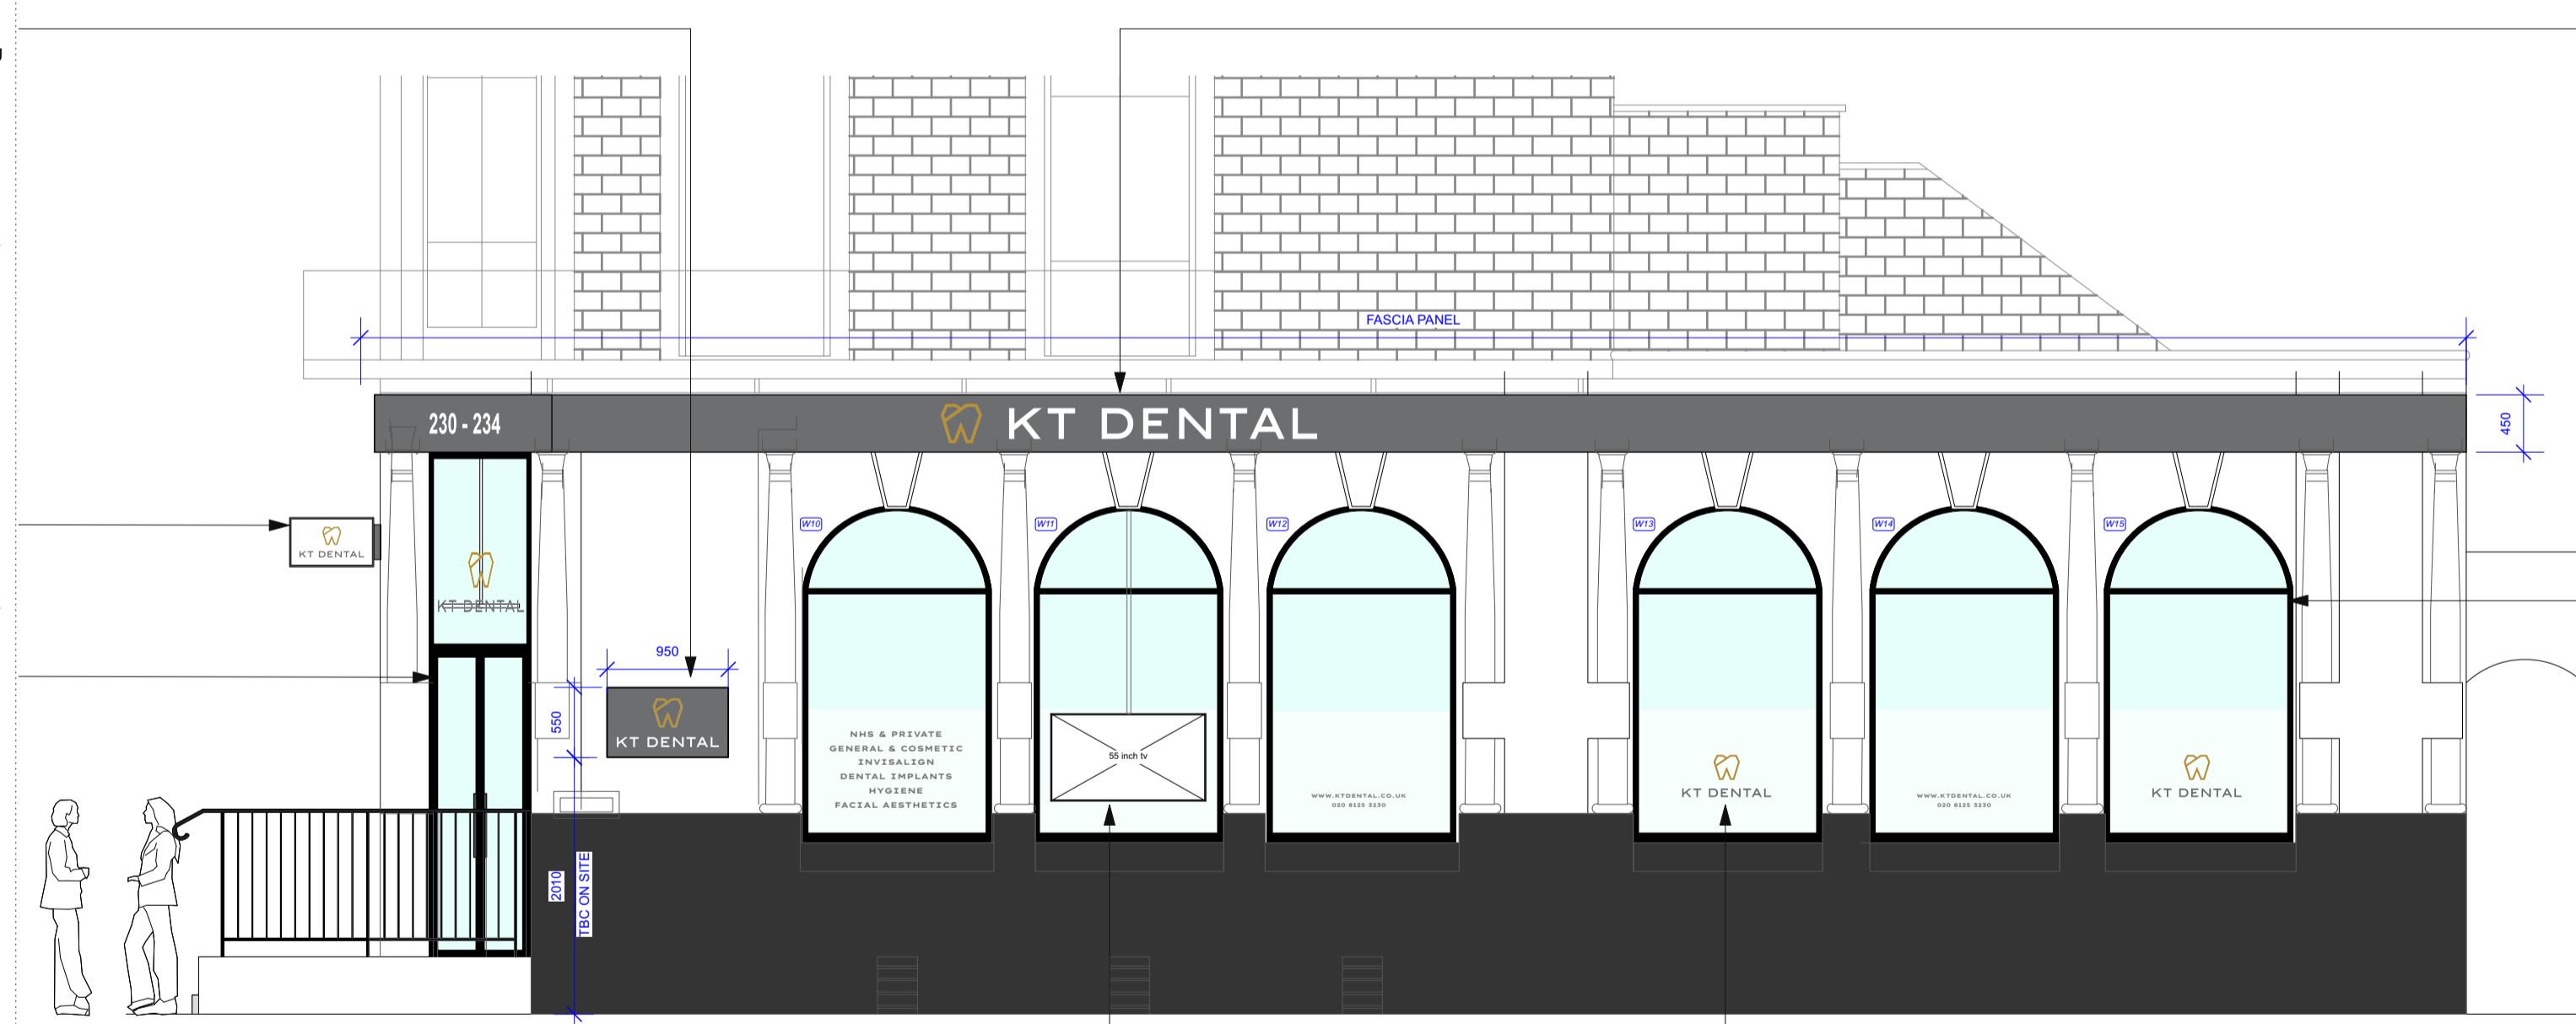 FASCIA PANEL
230 - 234
KT DENTAL
450
W10
W11
W12
W13
W14
W15
KT DENTAL
KT DENTAL
950
550
KT DENTAL
NHS & PRIVATE
GENERAL & COSMETIC
INVISALIGN
DENTAL IMPLANTS
HYGIENE
FACIAL AESTHETICS
55 inch tv
WWW.KTDENTAL.CO.UK
020 6125 3230
KT DENTAL
WWW.KTDENTAL.CO.UK
020 6125 3230
KT DENTAL
2010
TBC ON SITE